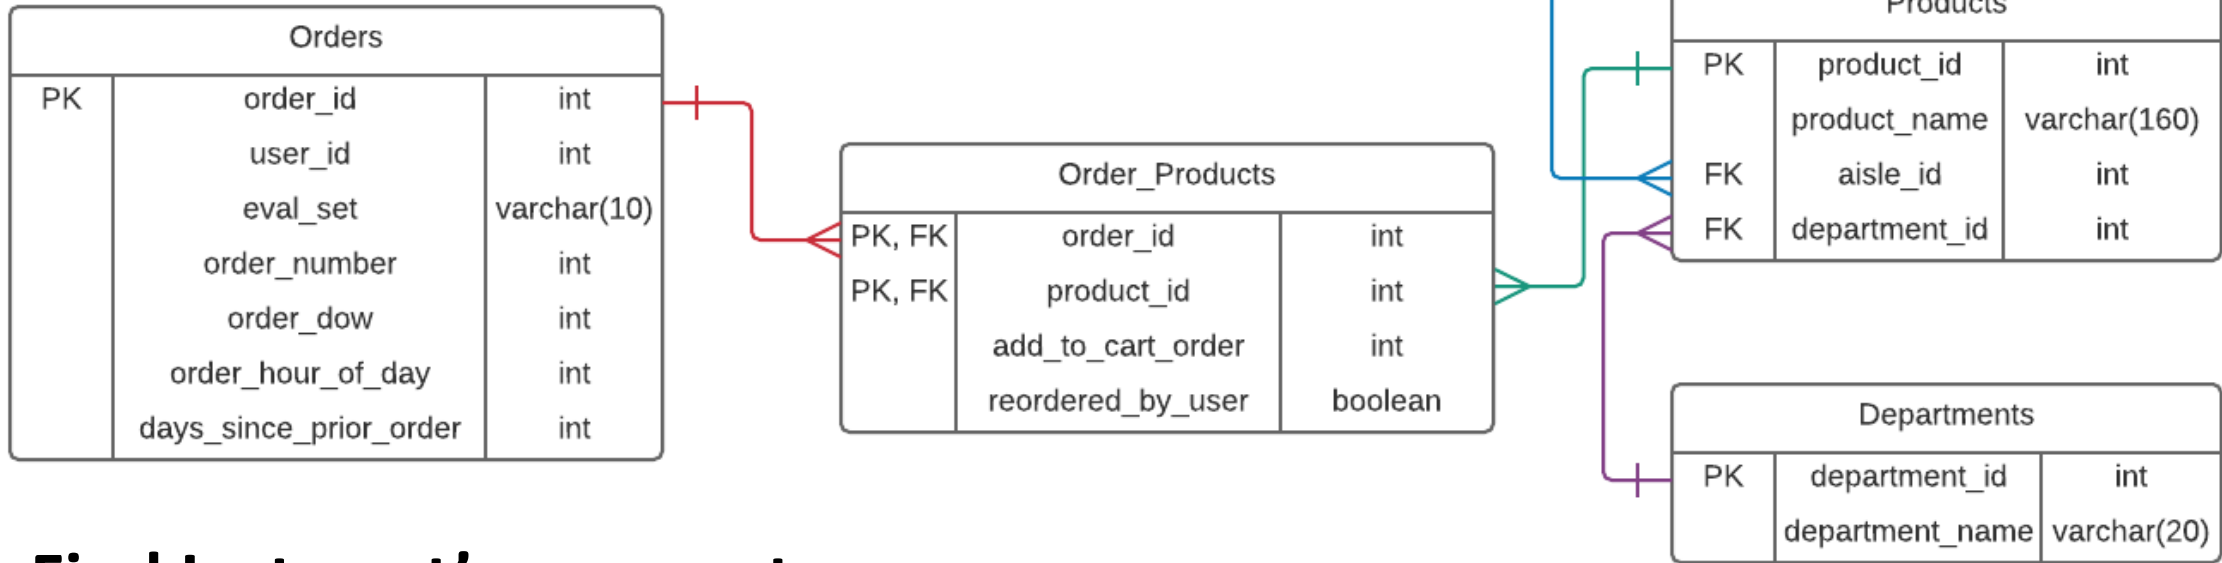 Orders
PK order_id int
user_id int
eval_set varchar(10)
order_number int
order_dow int
order_hour_of_day int
days_since_prior_order int
Order_Products
PK, FK order_id int
PK, FK product_id int
add_to_cart_order int
reordered_by_user boolean
Products
PK product_id int
product_name varchar(160)
FK aisle_id int
FK department_id int
Departments
PK department_id int
department_name varchar(20)